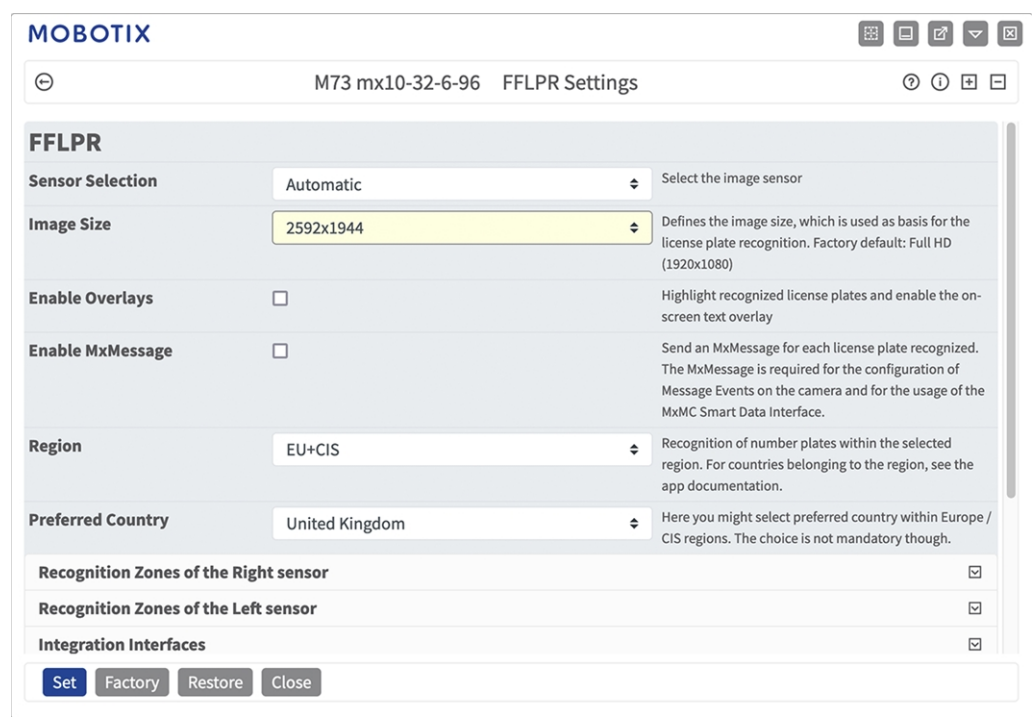 MOBOTIX
M73 mx10-32-6-96 FFLPR Settings
FFLPR
Sensor Selection
Automatic
Select the image sensor
Image Size
2592x1944
Defines the image size, which is used as basis for the
license plate recognition. Factory default: Full HD
(1920x1080)
Enable Overlays
Highlight recognized license plates and enable the on-
screen text overlay
Enable MxMessage
Send an MxMessage for each license plate recognized.
The MxMessage is required for the configuration of
Message Events on the camera and for the usage of the
MxMC Smart Data Interface.
Region
EU+CIS
Recognition of number plates within the selected
region. For countries belonging to the region, see the
app documentation.
Preferred Country
United Kingdom
Here you might select preferred country within Europe /
CIS regions. The choice is not mandatory though.
Recognition Zones of the Right sensor
Recognition Zones of the Left sensor
Integration Interfaces
Set
Factory
Restore
Close